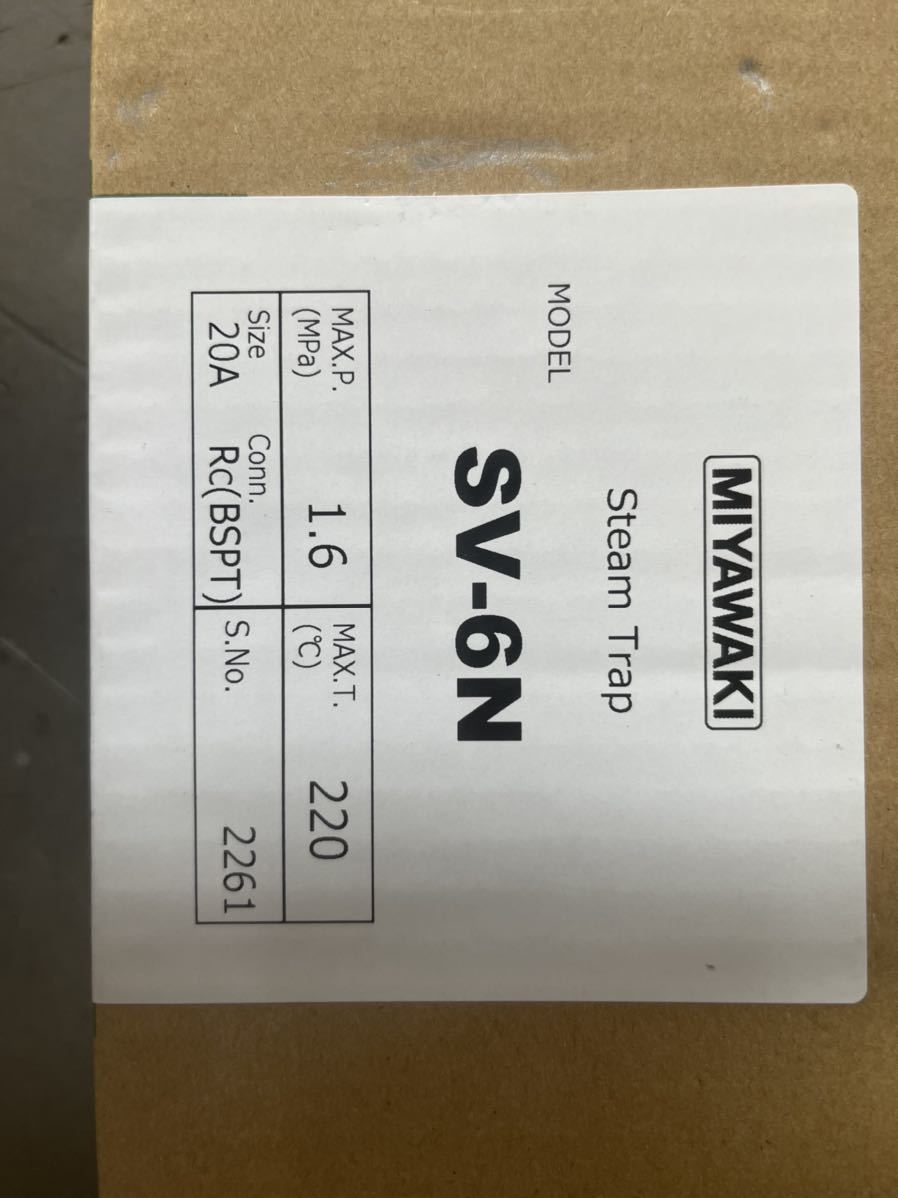 MIYAWAKI
Steam Trap
MODEL
SV-6N
MAX.P. (MPa) 1.6 MAX.T. (℃) 220
Size 20A Conn. Rc(BSPT) S.No. 2261